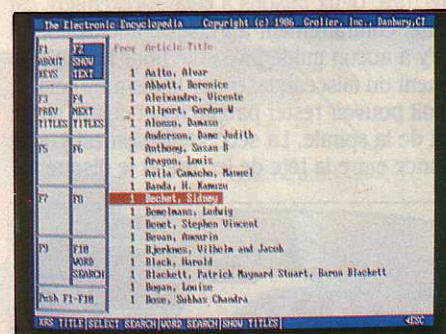 The Electronic Encyclopedia Copyright (c) 1986 Grolier, Inc., Danbury,CT
F1 F2
ABOUT SHOW
KEYS TEXT
F3 F4
PREV NEXT
TITLES TITLES
F5 F6
F7 F8
F9 F10
WORD
SEARCH
Push F1-F10
Freq Article Title
1 Aalto, Alvar
1 Abbott, Berenice
1 Aleixandre, Vicente
1 Allport, Gordon W
1 Alonso, Damaso
1 Anderson, Dame Judith
1 Anthony, Susan B
1 Aragon, Louis
1 Avila Camacho, Manuel
1 Banda, H. Kamuzu
1 Bechet, Sidney
1 Bemelmans, Ludwig
1 Benet, Stephen Vincent
1 Bevan, Aneurin
1 Bjerknes, Vilhelm and Jacob
1 Black, Harold
1 Blackett, Patrick Maynard Stuart, Baron Blackett
1 Bogan, Louise
1 Bose, Subhas Chandra
TITLE|SELECT SEARCH|WORD SEARCH|SHOW TITLES| <ESC